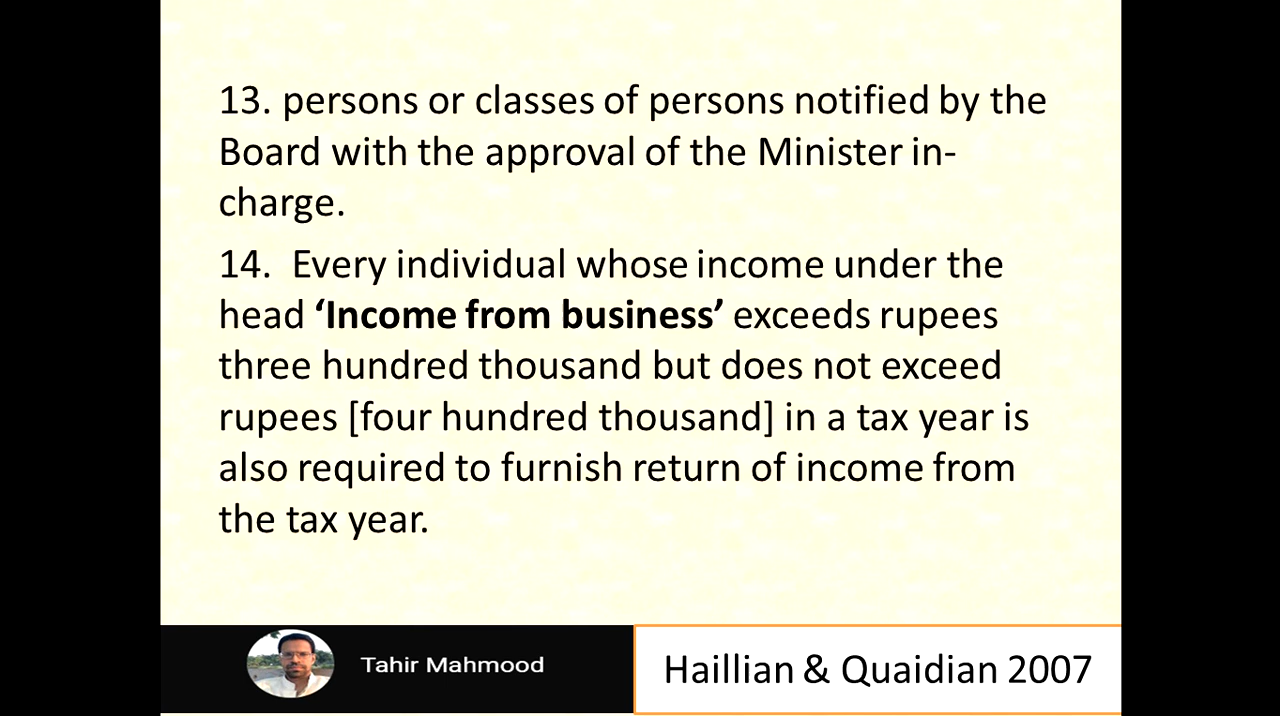 13. persons or classes of persons notified by the
Board with the approval of the Minister in-
charge.
14. Every individual whose income under the
head ‘Income from business’ exceeds rupees
three hundred thousand but does not exceed
rupees [four hundred thousand] in a tax year is
also required to furnish return of income from
the tax year.
Tahir Mahmood
Haillian & Quaidian 2007